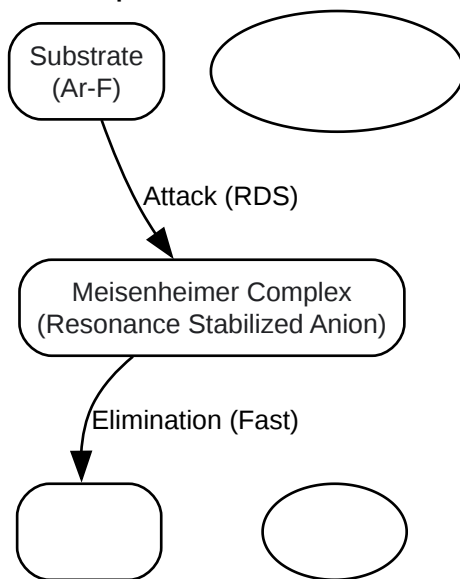 Substrate
(Ar-F)
Attack (RDS)
Meisenheimer Complex
(Resonance Stabilized Anion)
Elimination (Fast)